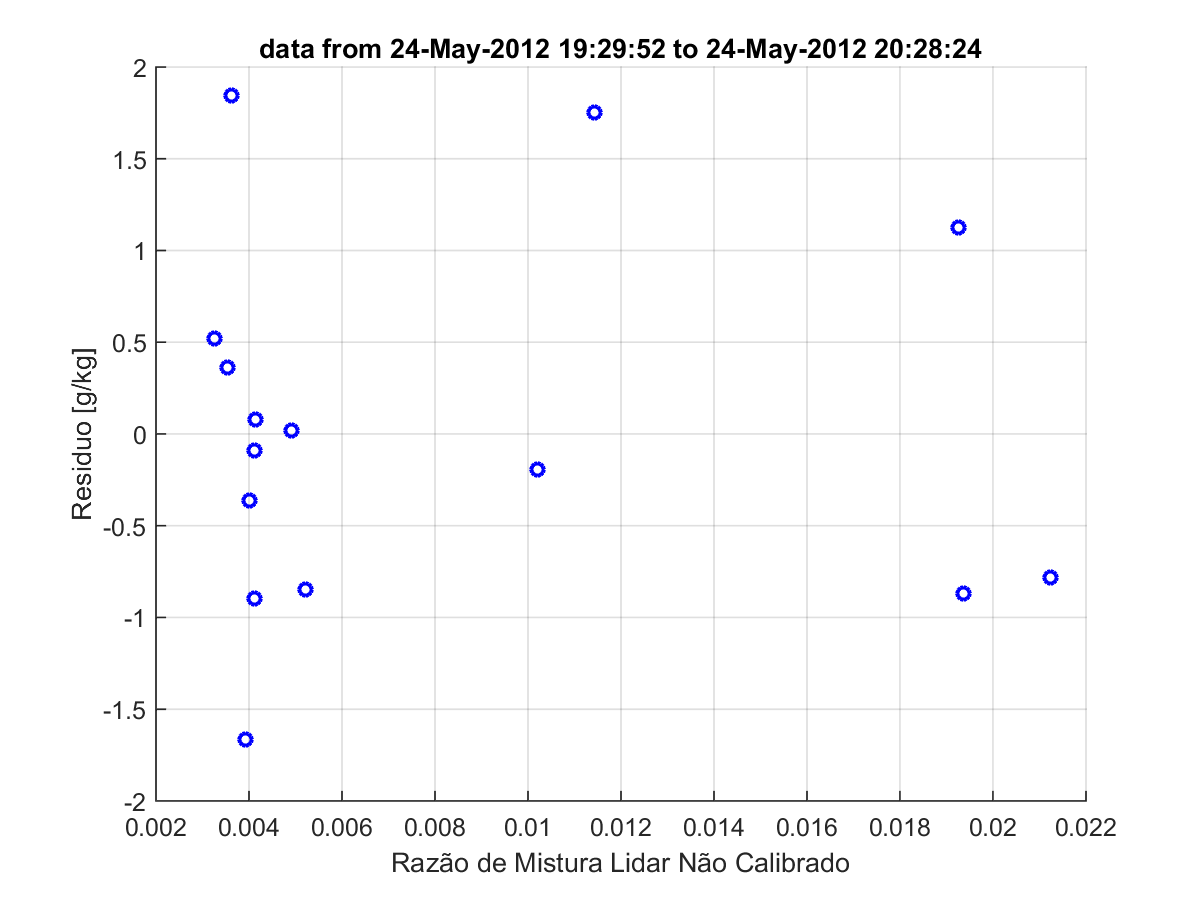 data from 24-May-2012 19:29:52 to 24-May-2012 20:28:24
2
1.5
1
0.5
0
-0.5
-1
-1.5
-2
Residuo [g/kg]
0.002 0.004 0.006 0.008 0.01 0.012 0.014 0.016 0.018 0.02 0.022
Razão de Mistura Lidar Não Calibrado